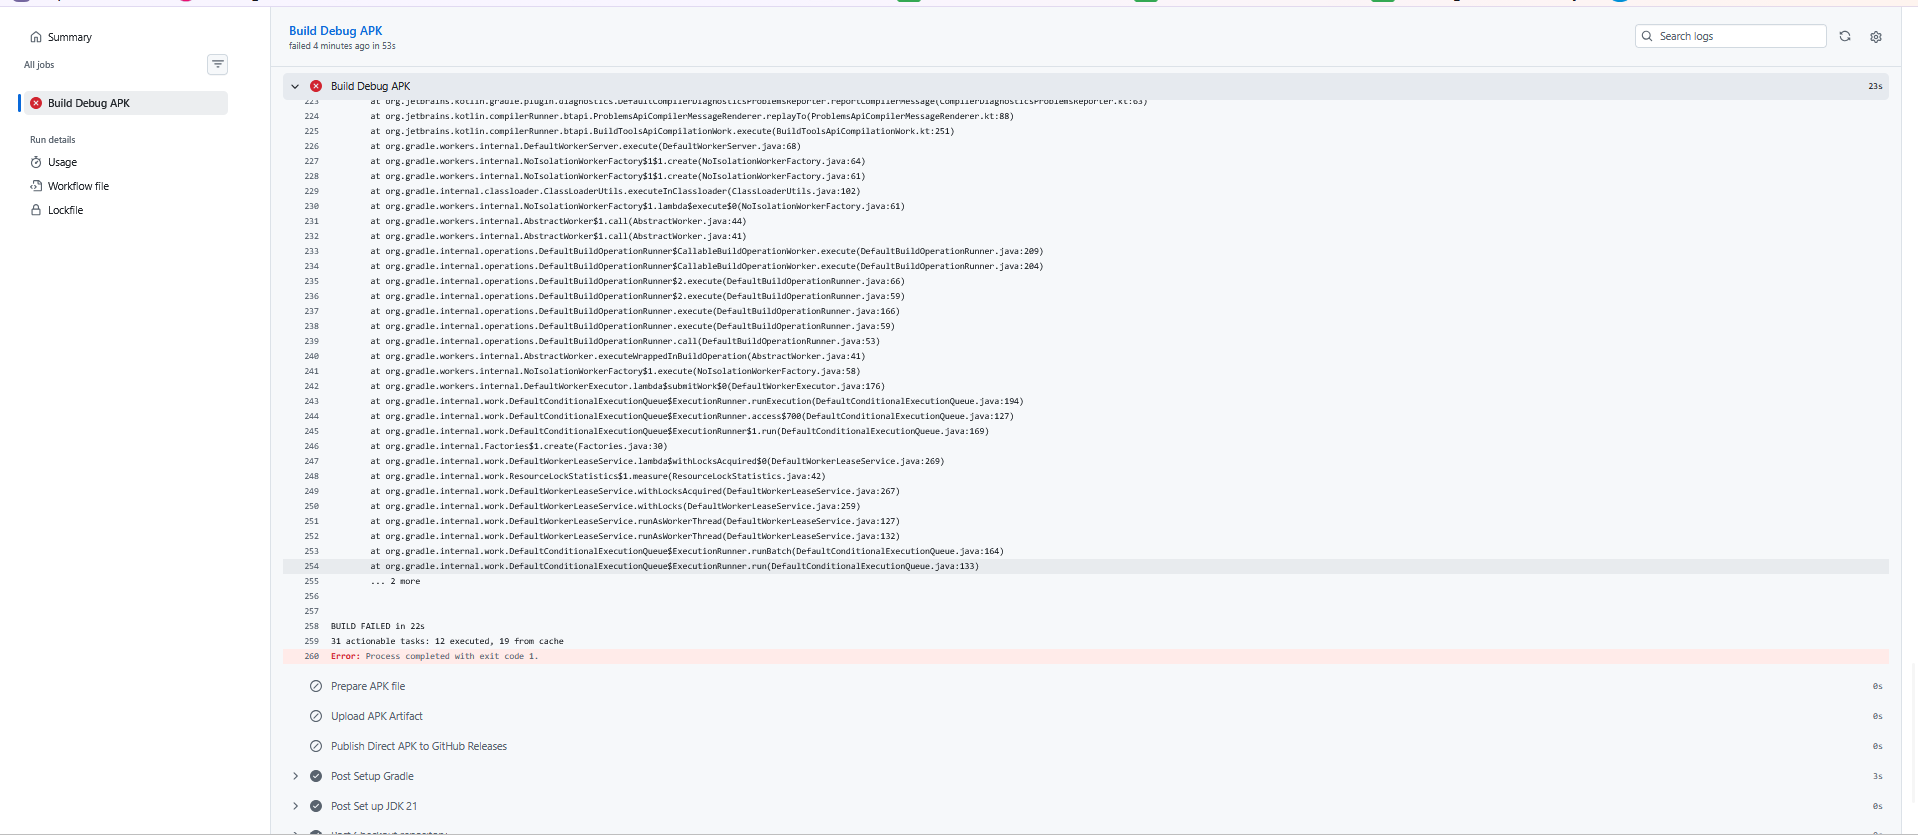 Summary
All jobs
Build Debug APK
Run details
Usage
Workflow file
Lockfile
Build Debug APK
failed 4 minutes ago in 53s
Search logs
Build Debug APK
23s
223 at org.jetbrains.kotlin.gradle.plugin.diagnostics.DefaultCompilerDiagnosticsProblemsReporter.reportCompilerMessage(CompilerDiagnosticsProblemsReporter.kt:63)
224 at org.jetbrains.kotlin.compilerRunner.btapi.ProblemsApiCompilerMessageRenderer.replayTo(ProblemsApiCompilerMessageRenderer.kt:88)
225 at org.jetbrains.kotlin.compilerRunner.btapi.BuildToolsApiCompilationWork.execute(BuildToolsApiCompilationWork.kt:251)
226 at org.gradle.workers.internal.DefaultWorkerServer.execute(DefaultWorkerServer.java:68)
227 at org.gradle.workers.internal.NoIsolationWorkerFactory$1$1.create(NoIsolationWorkerFactory.java:64)
228 at org.gradle.workers.internal.NoIsolationWorkerFactory$1$1.create(NoIsolationWorkerFactory.java:61)
229 at org.gradle.internal.classloader.ClassLoaderUtils.executeInClassloader(ClassLoaderUtils.java:102)
230 at org.gradle.workers.internal.NoIsolationWorkerFactory$1.lambda$execute$0(NoIsolationWorkerFactory.java:61)
231 at org.gradle.workers.internal.AbstractWorker$1.call(AbstractWorker.java:44)
232 at org.gradle.workers.internal.AbstractWorker$1.call(AbstractWorker.java:41)
233 at org.gradle.internal.operations.DefaultBuildOperationRunner$CallableBuildOperationWorker.execute(DefaultBuildOperationRunner.java:209)
234 at org.gradle.internal.operations.DefaultBuildOperationRunner$CallableBuildOperationWorker.execute(DefaultBuildOperationRunner.java:204)
235 at org.gradle.internal.operations.DefaultBuildOperationRunner$2.execute(DefaultBuildOperationRunner.java:66)
236 at org.gradle.internal.operations.DefaultBuildOperationRunner$2.execute(DefaultBuildOperationRunner.java:59)
237 at org.gradle.internal.operations.DefaultBuildOperationRunner.execute(DefaultBuildOperationRunner.java:166)
238 at org.gradle.internal.operations.DefaultBuildOperationRunner.execute(DefaultBuildOperationRunner.java:59)
239 at org.gradle.internal.operations.DefaultBuildOperationRunner.call(DefaultBuildOperationRunner.java:53)
240 at org.gradle.workers.internal.AbstractWorker.executeWrappedInBuildOperation(AbstractWorker.java:41)
241 at org.gradle.workers.internal.NoIsolationWorkerFactory$1.execute(NoIsolationWorkerFactory.java:58)
242 at org.gradle.workers.internal.DefaultWorkerExecutor.lambda$submitWork$0(DefaultWorkerExecutor.java:176)
243 at org.gradle.internal.work.DefaultConditionalExecutionQueue$ExecutionRunner.runExecution(DefaultConditionalExecutionQueue.java:194)
244 at org.gradle.internal.work.DefaultConditionalExecutionQueue$ExecutionRunner.access$700(DefaultConditionalExecutionQueue.java:127)
245 at org.gradle.internal.work.DefaultConditionalExecutionQueue$ExecutionRunner$1.run(DefaultConditionalExecutionQueue.java:169)
246 at org.gradle.internal.Factories$1.create(Factories.java:30)
247 at org.gradle.internal.work.DefaultWorkerLeaseService.lambda$withLocksAcquired$0(DefaultWorkerLeaseService.java:269)
248 at org.gradle.internal.work.ResourceLockStatistics$1.measure(ResourceLockStatistics.java:42)
249 at org.gradle.internal.work.DefaultWorkerLeaseService.withLocksAcquired(DefaultWorkerLeaseService.java:267)
250 at org.gradle.internal.work.DefaultWorkerLeaseService.withLocks(DefaultWorkerLeaseService.java:259)
251 at org.gradle.internal.work.DefaultWorkerLeaseService.runAsWorkerThread(DefaultWorkerLeaseService.java:127)
252 at org.gradle.internal.work.DefaultWorkerLeaseService.runAsWorkerThread(DefaultWorkerLeaseService.java:132)
253 at org.gradle.internal.work.DefaultConditionalExecutionQueue$ExecutionRunner.runBatch(DefaultConditionalExecutionQueue.java:164)
254 at org.gradle.internal.work.DefaultConditionalExecutionQueue$ExecutionRunner.run(DefaultConditionalExecutionQueue.java:133)
255 ... 2 more
256
257
258 BUILD FAILED in 22s
259 31 actionable tasks: 12 executed, 19 from cache
260 Error: Process completed with exit code 1.
Prepare APK file
0s
Upload APK Artifact
0s
Publish Direct APK to GitHub Releases
0s
Post Setup Gradle
3s
Post Set up JDK 21
0s